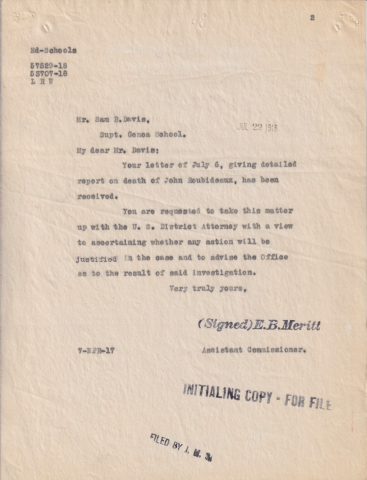 2
Ed-Schools
57829-18
L H W
Mr. Sam B.Davis,
Supt. Genoa School.
JUL 22 1918
My dear Mr. Davis:
Your letter of July 6, giving detailed
report on death of John Roubideaux, has been
received.
You are requested to take this matter
up with the U. S. District Attorney with a view
to ascertaining whether any action will be
justified in the case and to advise the Office
as to the result of said investigation.
Very truly yours,
(Signed) E.B.Meritt
7-EFR-17
Assistant Commissioner.
INITIALING COPY - FOR FILE
FILED BY J. M. S.